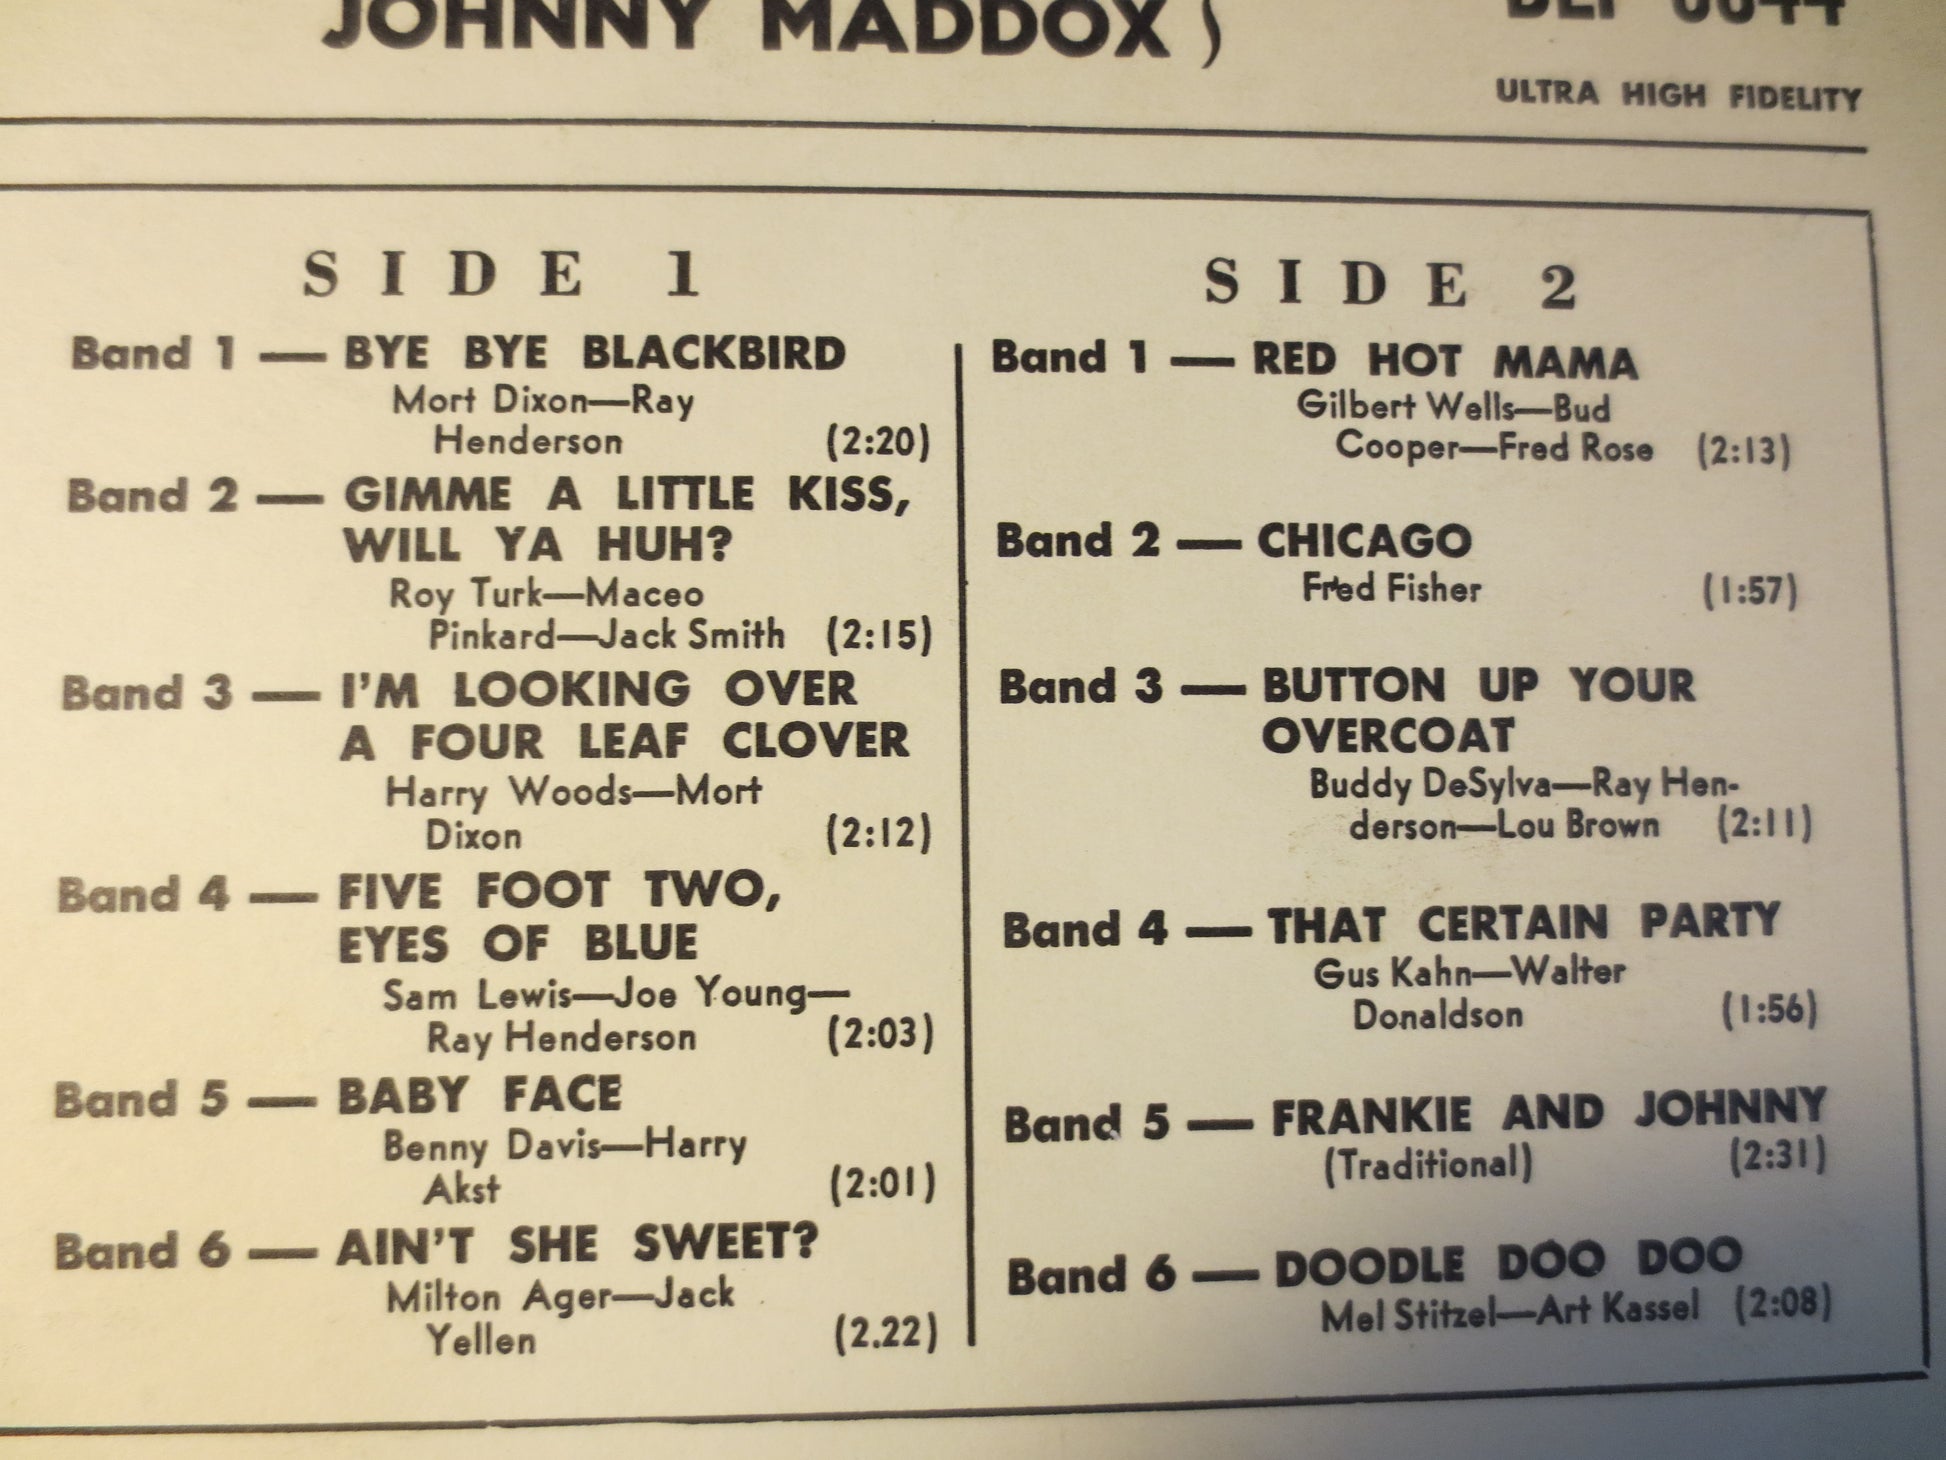 JOHNNY MADDOX)
ULTRA HIGH FIDELITY
SIDE 1
Band 1 — BYE BYE BLACKBIRD
Mort Dixon—Ray
Henderson (2:20)
Band 2 — GIMME A LITTLE KISS,
WILL YA HUH?
Roy Turk—Maceo
Pinkard—Jack Smith (2:15)
Band 3 — I'M LOOKING OVER
A FOUR LEAF CLOVER
Harry Woods—Mort
Dixon (2:12)
Band 4 — FIVE FOOT TWO,
EYES OF BLUE
Sam Lewis—Joe Young—
Ray Henderson (2:03)
Band 5 — BABY FACE
Benny Davis—Harry
Akst (2:01)
Band 6 — AIN'T SHE SWEET?
Milton Ager—Jack
Yellen (2.22)
SIDE 2
Band 1 — RED HOT MAMA
Gilbert Wells—Bud
Cooper—Fred Rose (2:13)
Band 2 — CHICAGO
Fred Fisher (1:57)
Band 3 — BUTTON UP YOUR
OVERCOAT
Buddy DeSylva—Ray Hen-
derson—Lou Brown (2:11)
Band 4 — THAT CERTAIN PARTY
Gus Kahn—Walter
Donaldson (1:56)
Band 5 — FRANKIE AND JOHNNY
(Traditional) (2:31)
Band 6 — DOODLE DOO DOO
Mel Stitzel—Art Kassel (2:08)